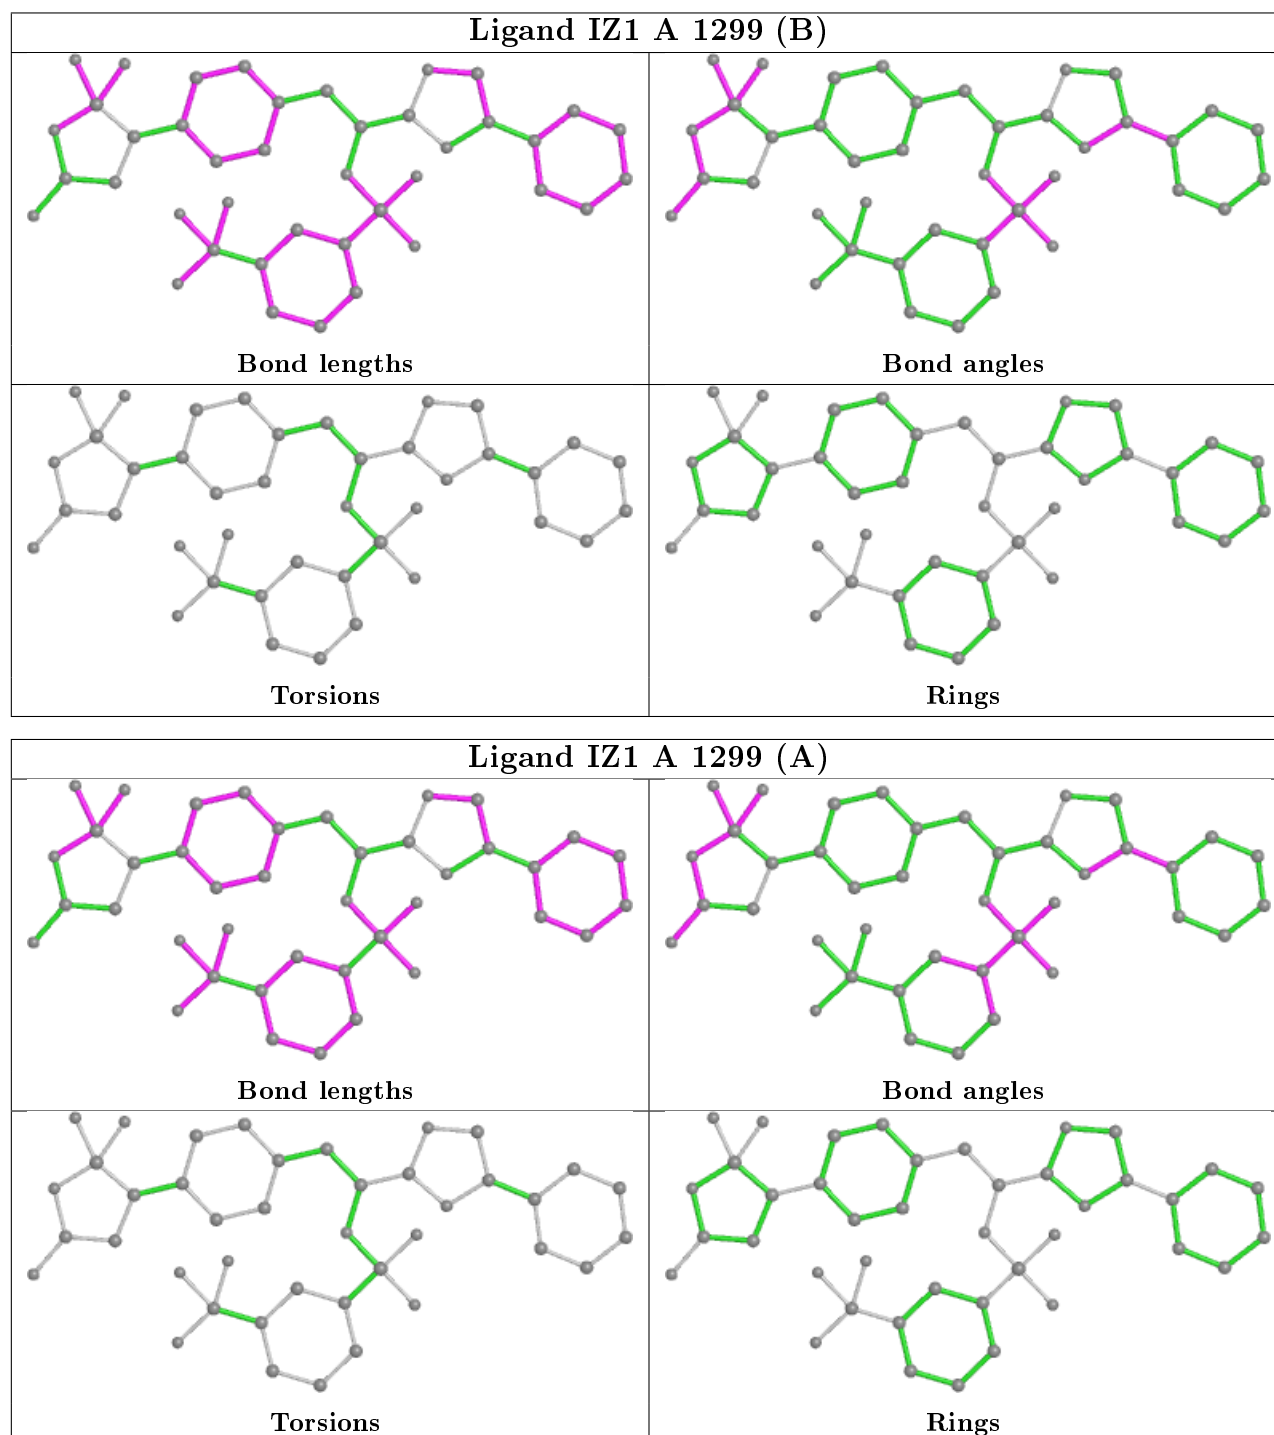 Ligand IZ1 A 1299 (B)
Bond lengths
Bond angles
Torsions
Rings
Ligand IZ1 A 1299 (A)
Bond lengths
Bond angles
Torsions
Rings